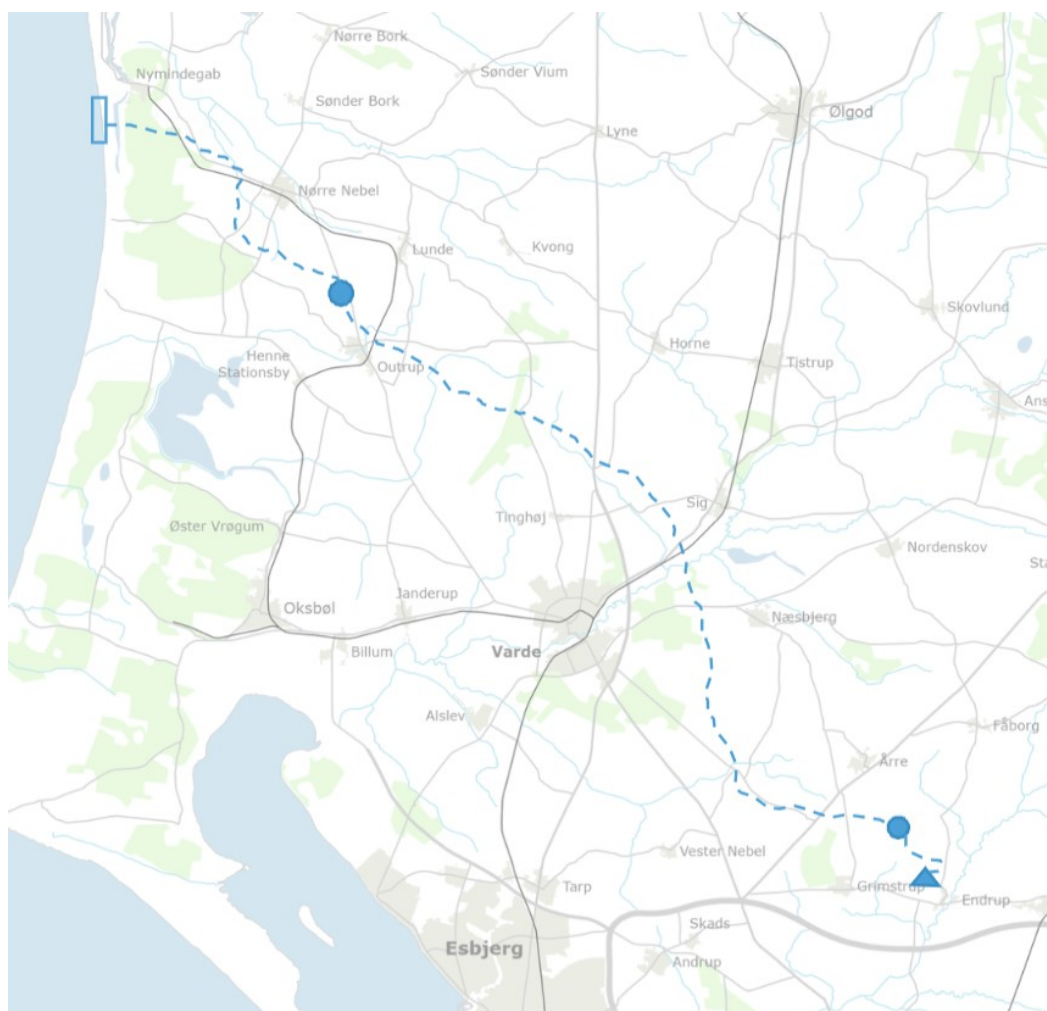 Nørre Bork
Nymindegab
Sønder Vium
Sønder Bork
Ølgod
Lyne
Nørre Nebel
Lunde
Kvong
Skovlund
Horne
Henne
Stationsby
Outrup
Tistrup
Ans
Sig
Tinghøj
Øster Vrøgum
Nordenskov
Sta
Oksbøl
Janderup
Næsbjerg
Varde
Billum
Alslev
Fåborg
Årre
Vester Nebel
Tarp
Grimstrup
Endrup
Skads
Esbjerg
Andrup